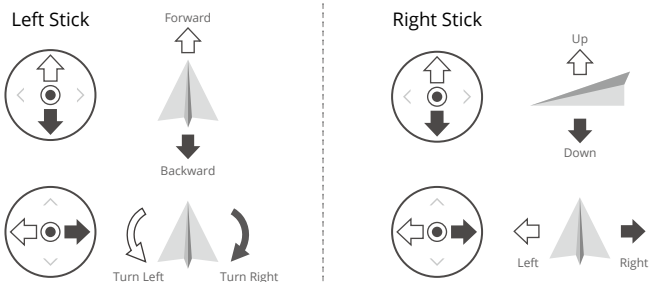 Left Stick
Forward
Backward
Turn Left
Turn Right
Right Stick
Up
Down
Left
Right